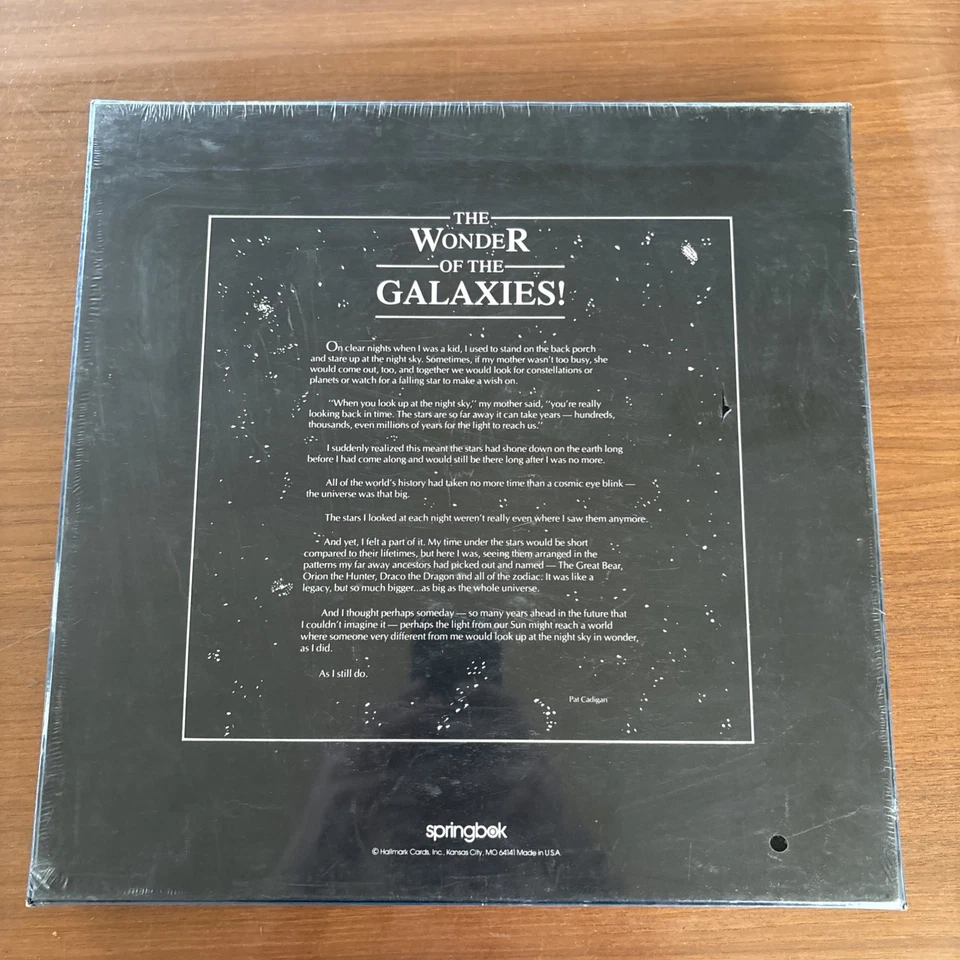 THE
WONDER
OF THE
GALAXIES!
On clear nights when I was a kid, I used to stand on the back porch
and stare up at the night sky. Sometimes, if my mother wasn't too busy, she
would come out, too, and together we would look for constellations or
planets or watch for a falling star to make a wish on.
"When you look up at the night sky," my mother said, "you're really
looking back in time. The stars are so far away it can take years — hundreds,
thousands, even millions of years for the light to reach us."
I suddenly realized this meant the stars had shone down on the earth long
before I had come along and would still be there long after I was no more.
All of the world's history had taken no more time than a cosmic eye blink —
the universe was that big.
The stars I looked at each night weren't really even where I saw them anymore.
And yet, I felt a part of it. My time under the stars would be short
compared to their lifetimes, but here I was, seeing them arranged in the
patterns my far away ancestors had picked out and named — The Great Bear,
Orion the Hunter, Draco the Dragon and all of the zodiac. It was like a
legacy, but so much bigger...as big as the whole universe.
And I thought perhaps someday — so many years ahead in the future that
I couldn't imagine it — perhaps the light from our Sun might reach a world
where someone very different from me would look up at the night sky in wonder,
as I did.
As I still do.
Pat Cadigan
springbok
© Hallmark Cards, Inc., Kansas City, MO 64141 Made in U.S.A.